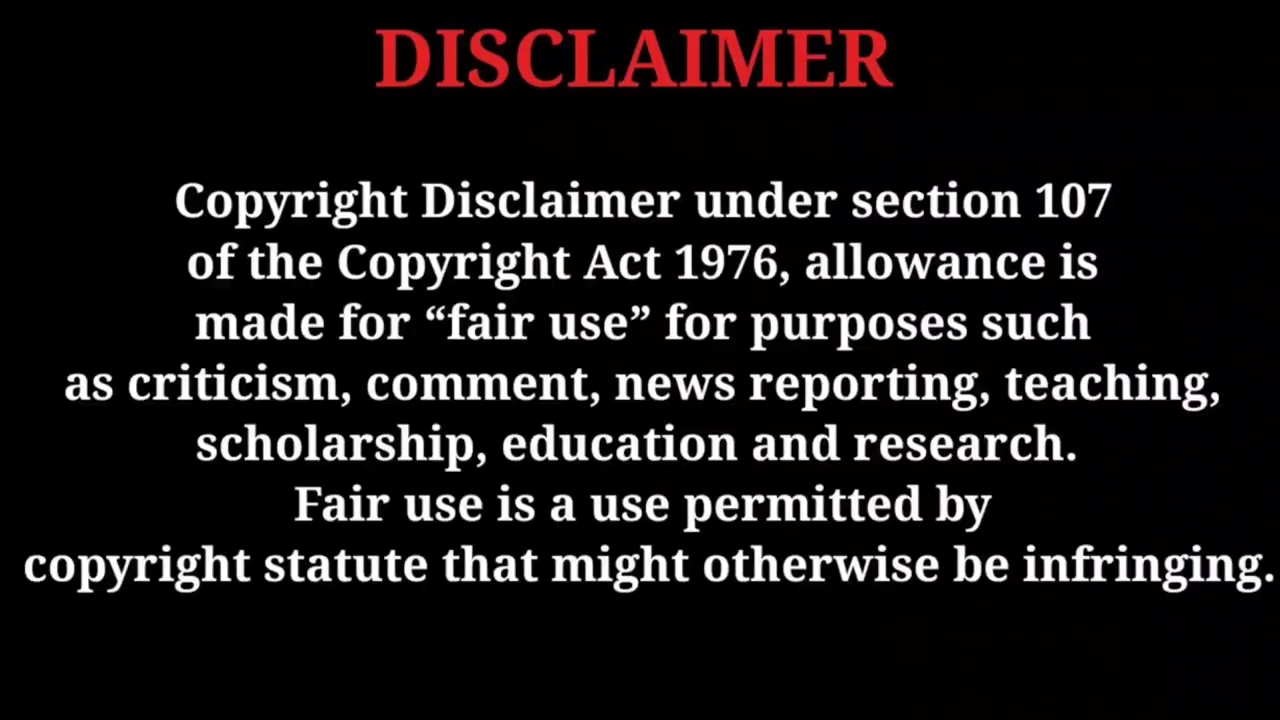 DISCLAIMER
Copyright Disclaimer under section 107
of the Copyright Act 1976, allowance is
made for “fair use” for purposes such
as criticism, comment, news reporting, teaching,
scholarship, education and research.
Fair use is a use permitted by
copyright statute that might otherwise be infringing.